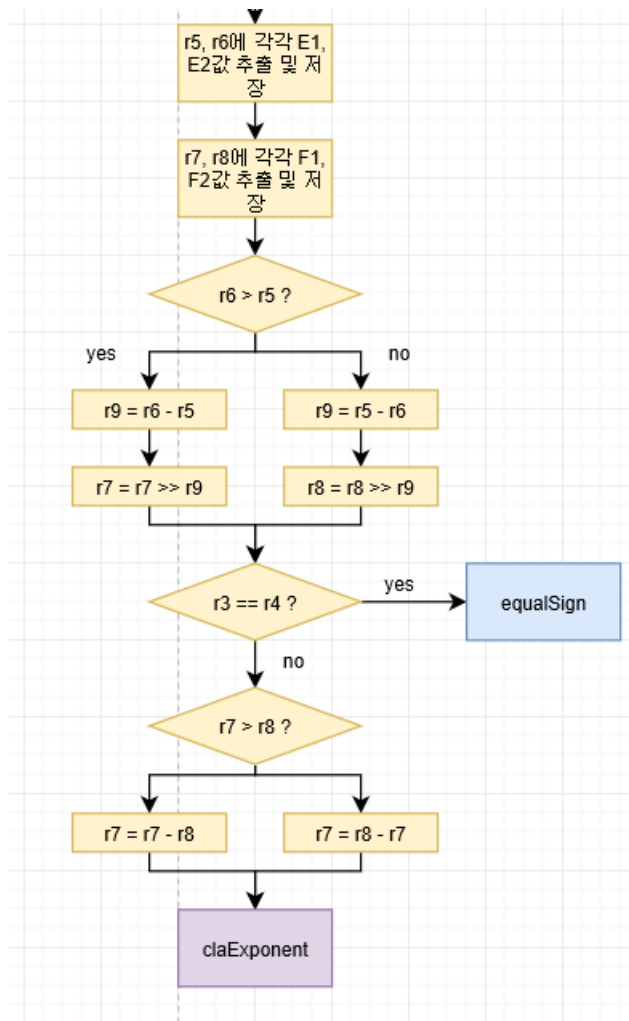 r5, r6에 각각 E1,
E2값 추출 및 저
장
r7, r8에 각각 F1,
F2값 추출 및 저
장
r6 > r5 ?
yes
no
r9 = r6 - r5
r9 = r5 - r6
r7 = r7 >> r9
r8 = r8 >> r9
r3 == r4 ?
yes
equalSign
no
r7 > r8 ?
r7 = r7 - r8
r7 = r8 - r7
claExponent